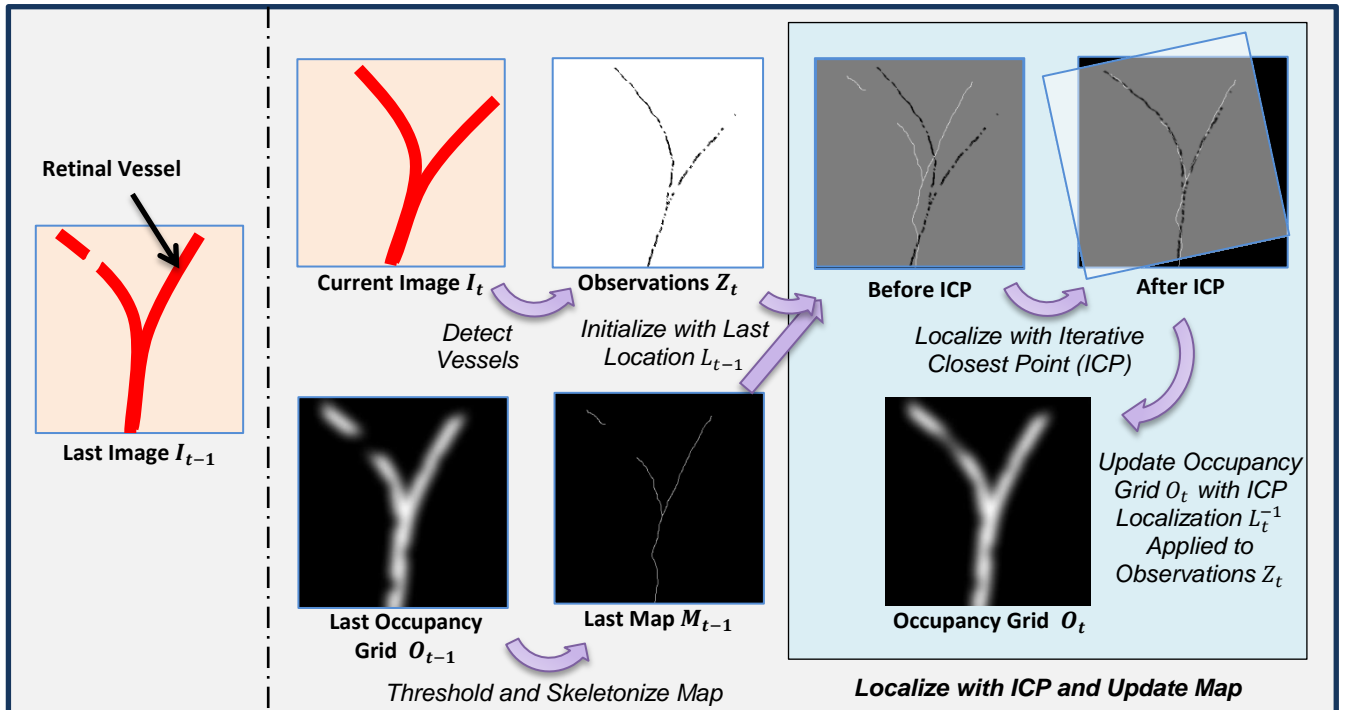 Retinal Vessel
Last Image I_{t−1}
Current Image I_t
Detect
Vessels
Observations Z_t
Initialize with Last
Location L_{t−1}
Last Occupancy
Grid O_{t−1}
Last Map M_{t−1}
Threshold and Skeletonize Map
Before ICP
After ICP
Localize with Iterative
Closest Point (ICP)
Update Occupancy
Grid O_t with ICP
Localization L_t^{−1}
Applied to
Observations Z_t
Occupancy Grid O_t
Localize with ICP and Update Map